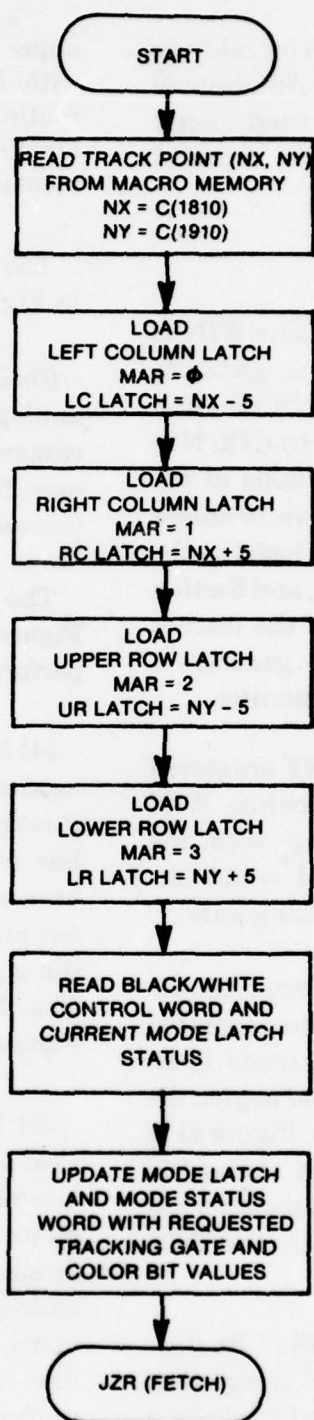 START
READ TRACK POINT (NX, NY)
FROM MACRO MEMORY
NX = C(1810)
NY = C(1910)
LOAD
LEFT COLUMN LATCH
MAR = ϕ
LC LATCH = NX - 5
LOAD
RIGHT COLUMN LATCH
MAR = 1
RC LATCH = NX + 5
LOAD
UPPER ROW LATCH
MAR = 2
UR LATCH = NY - 5
LOAD
LOWER ROW LATCH
MAR = 3
LR LATCH = NY + 5
READ BLACK/WHITE
CONTROL WORD AND
CURRENT MODE LATCH
STATUS
UPDATE MODE LATCH
AND MODE STATUS
WORD WITH REQUESTED
TRACKING GATE AND
COLOR BIT VALUES
JZR (FETCH)